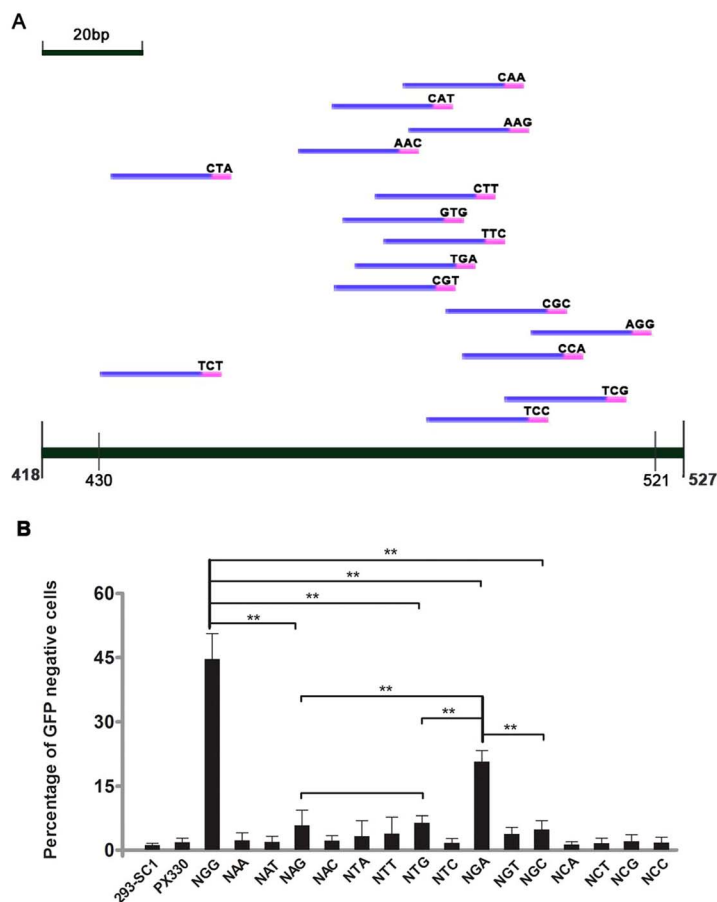 A
20bp
CAA
CAT
AAG
AAC
CTA
CTT
GTG
TTC
TGA
CGT
CGC
AGG
CCA
TCT
TCG
TCC
418
430
521
527
B
Percentage of GFP negative cells
60
45
30
15
0
**
**
**
**
**
**
**
293-SC1
PX330
NGG
NAA
NAT
NAG
NAC
NTA
NTT
NTG
NTC
NGA
NGT
NGC
NCA
NCT
NCG
NCC